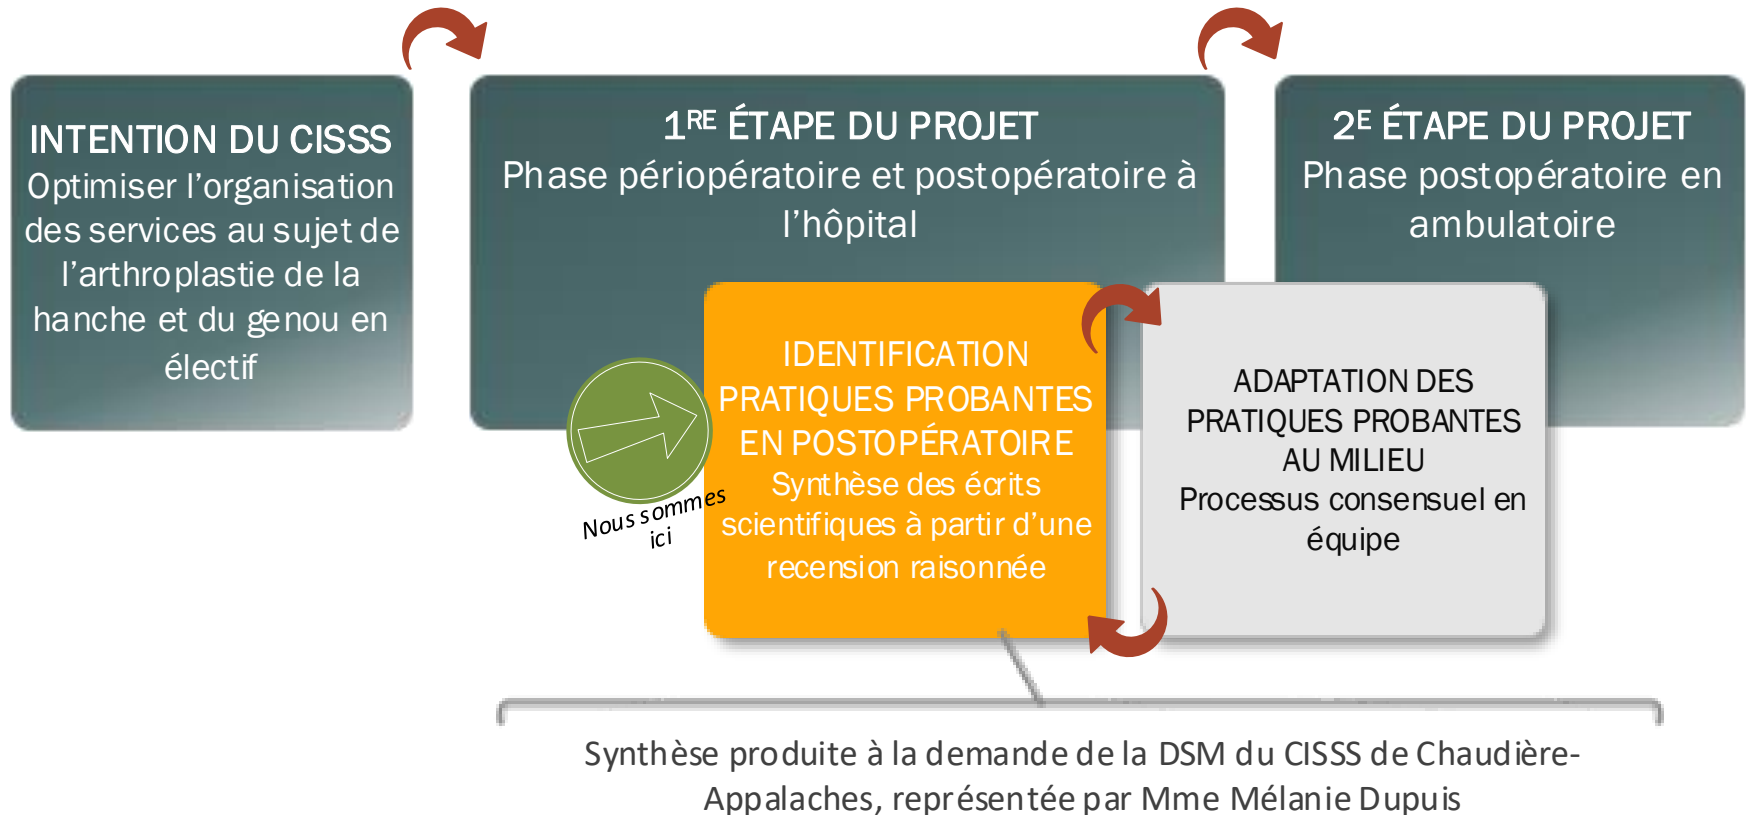 INTENTION DU CISSS
Optimiser l’organisation
des services au sujet de
l’arthroplastie de la
hanche et du genou en
électif
1RE ÉTAPE DU PROJET
Phase périopératoire et postopératoire à
l’hôpital
2E ÉTAPE DU PROJET
Phase postopératoire en
ambulatoire
Nous sommes
ici
IDENTIFICATION
PRATIQUES PROBANTES
EN POSTOPÉRATOIRE
Synthèse des écrits
scientifiques à partir d’une
recension raisonnée
ADAPTATION DES
PRATIQUES PROBANTES
AU MILIEU
Processus consensuel en
équipe
Synthèse produite à la demande de la DSM du CISSS de Chaudière-
Appalaches, représentée par Mme Mélanie Dupuis